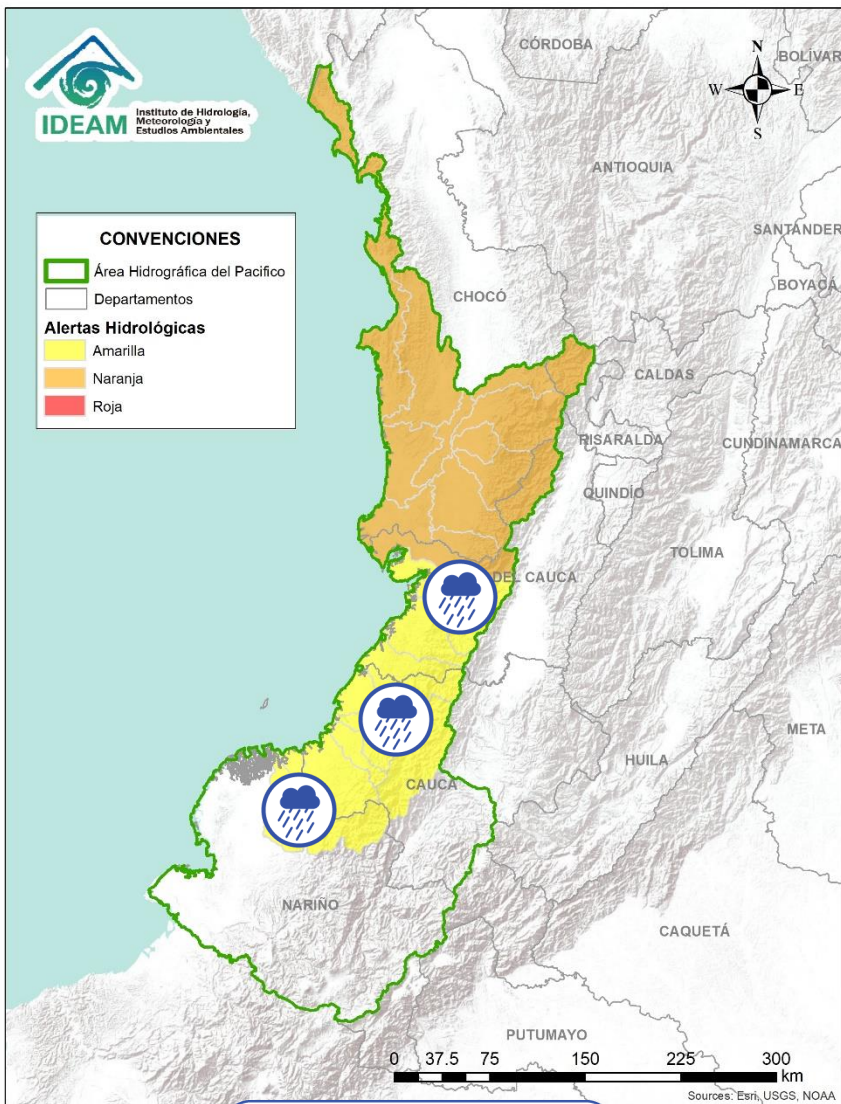 IDEAM
Instituto de Hidrología,
Meteorología y
Estudios Ambientales
CÓRDOBA
BOLÍVAR
N
W
E
S
ANTIOQUIA
SANTANDER
BOYACÁ
CONVENCIONES
Área Hidrográfica del Pacifico
Departamentos
Alertas Hidrológicas
Amarilla
Naranja
Roja
CHOCÓ
CALDAS
RISARALDA
CUNDINAMARCA
QUINDÍO
TOLIMA
DEL CAUCA
META
HUILA
CAUCA
NARIÑO
CAQUETÁ
PUTUMAYO
0 37.5 75 150 225 300
km
Sources: Esri, USGS, NOAA